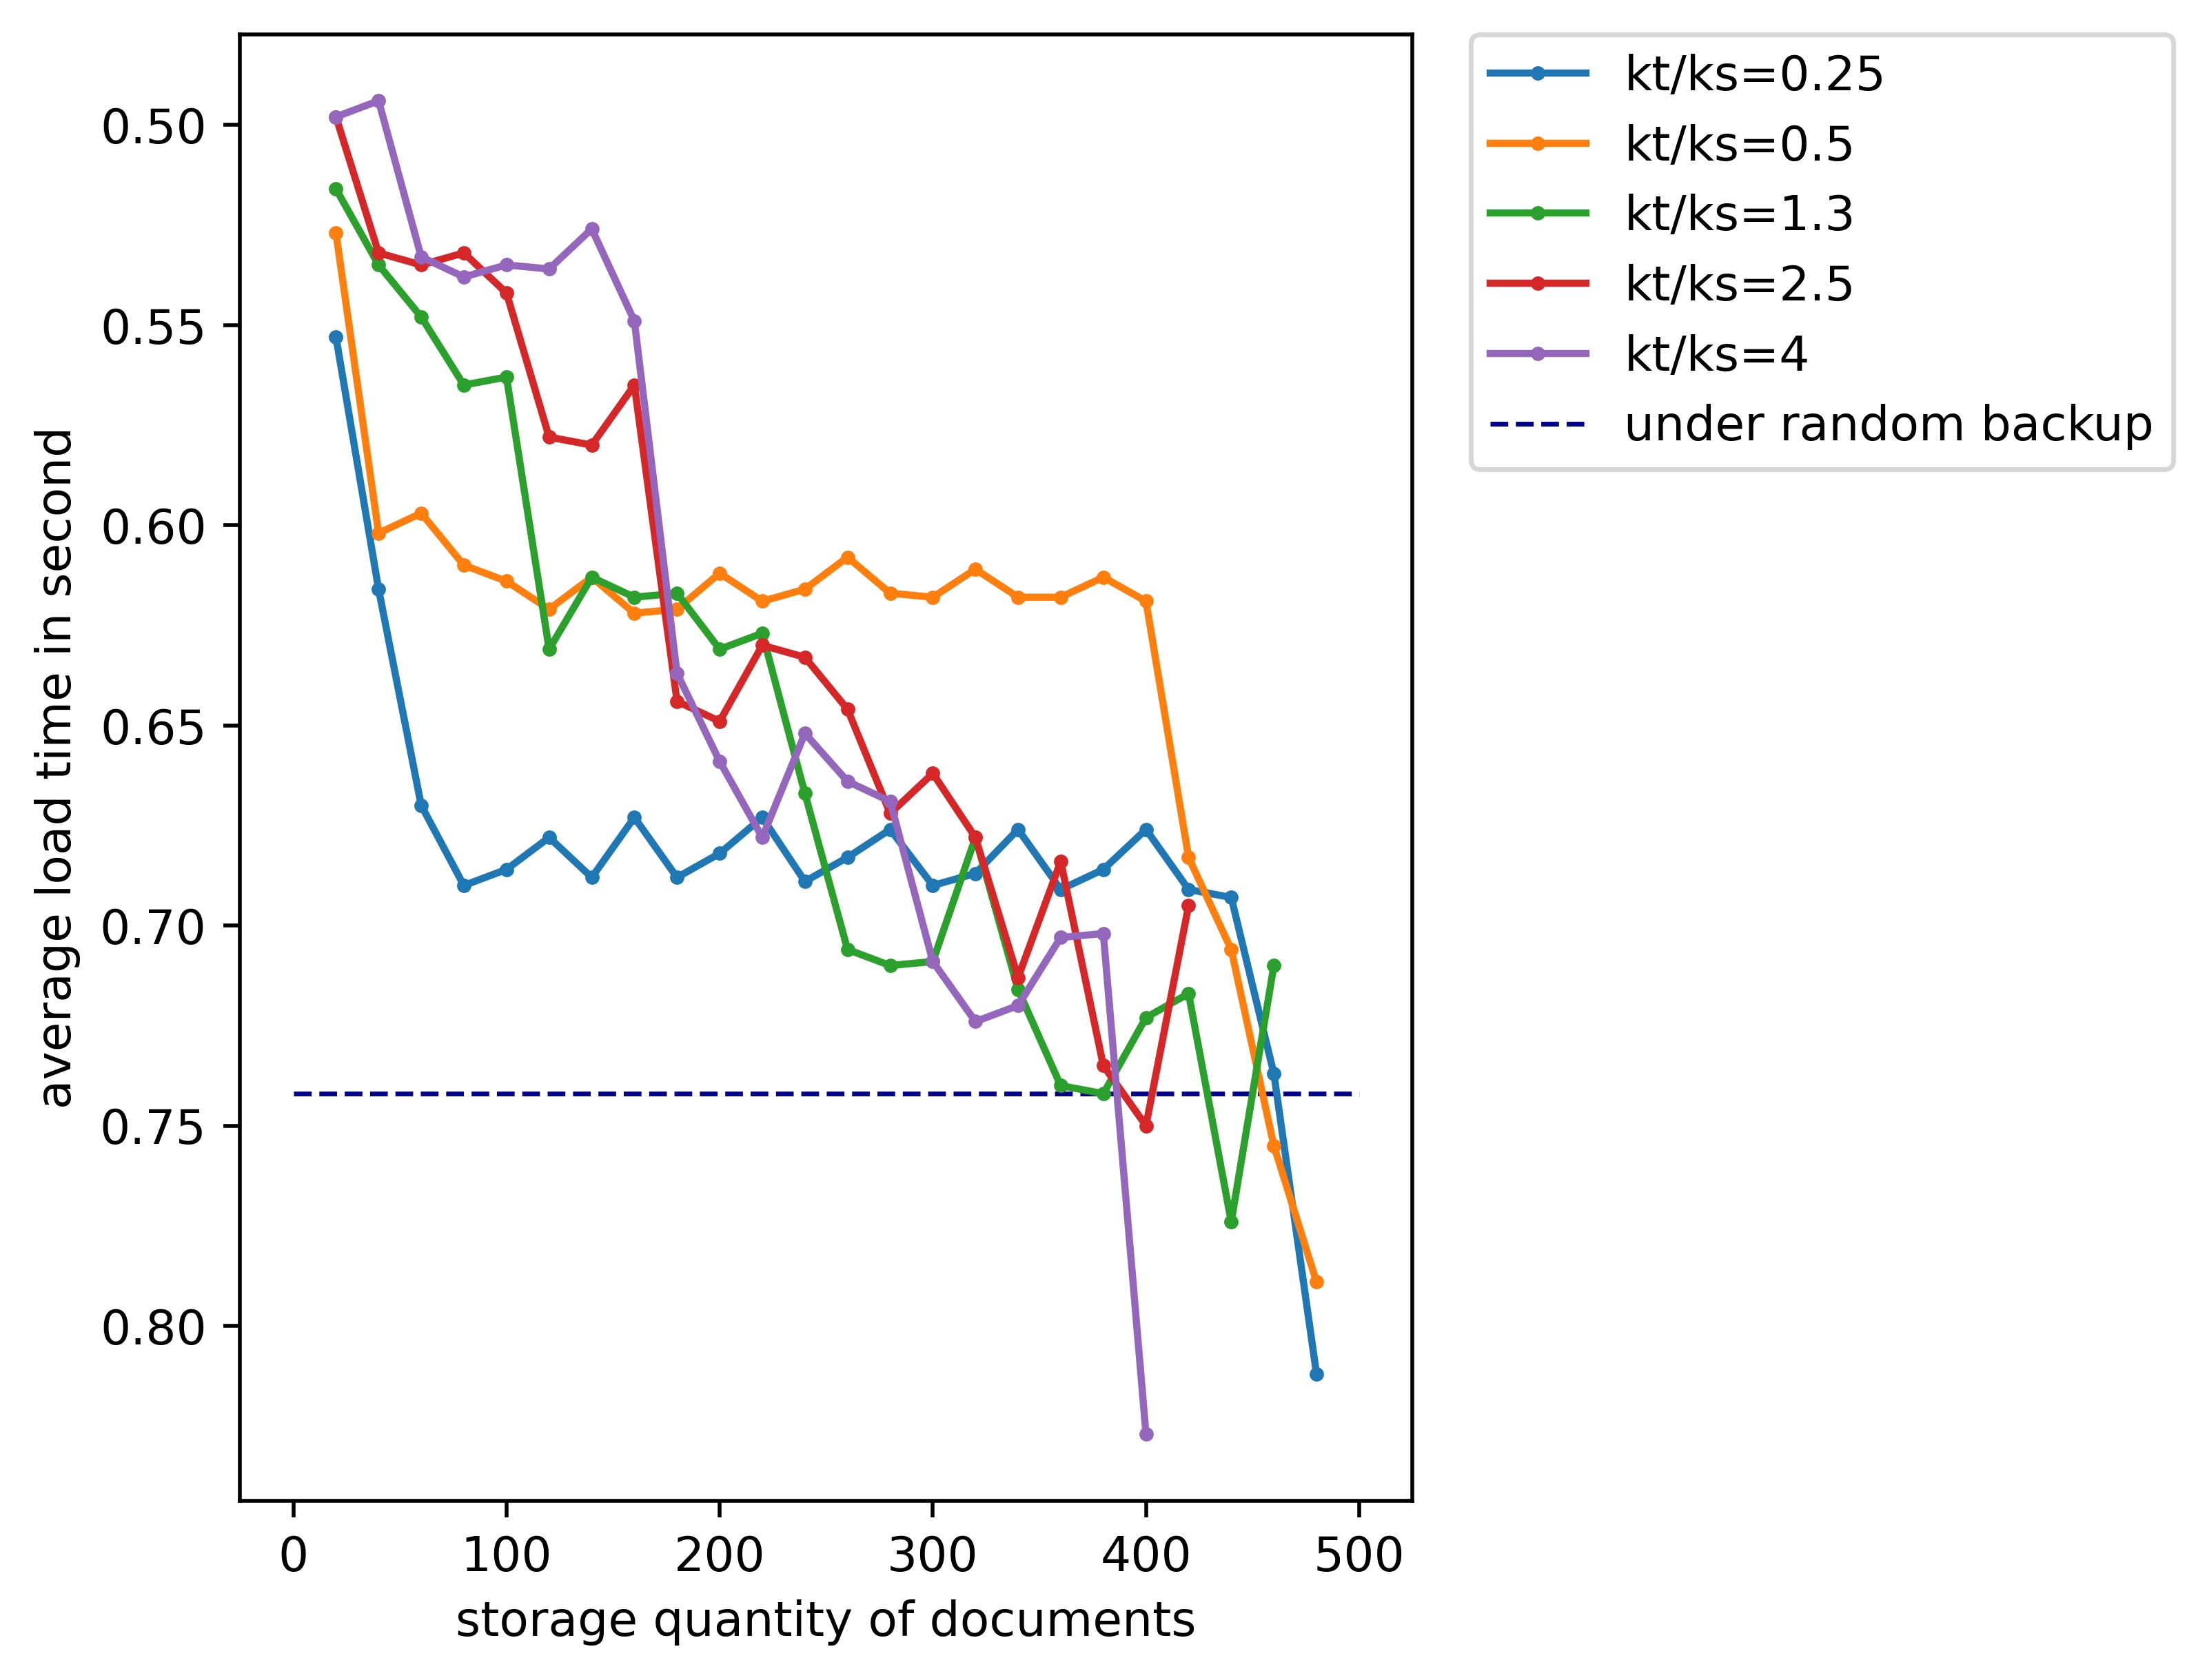 0.50
0.55
0.60
0.65
0.70
0.75
0.80
average load time in second
0
100
200
300
400
500
storage quantity of documents
kt/ks=0.25
kt/ks=0.5
kt/ks=1.3
kt/ks=2.5
kt/ks=4
under random backup